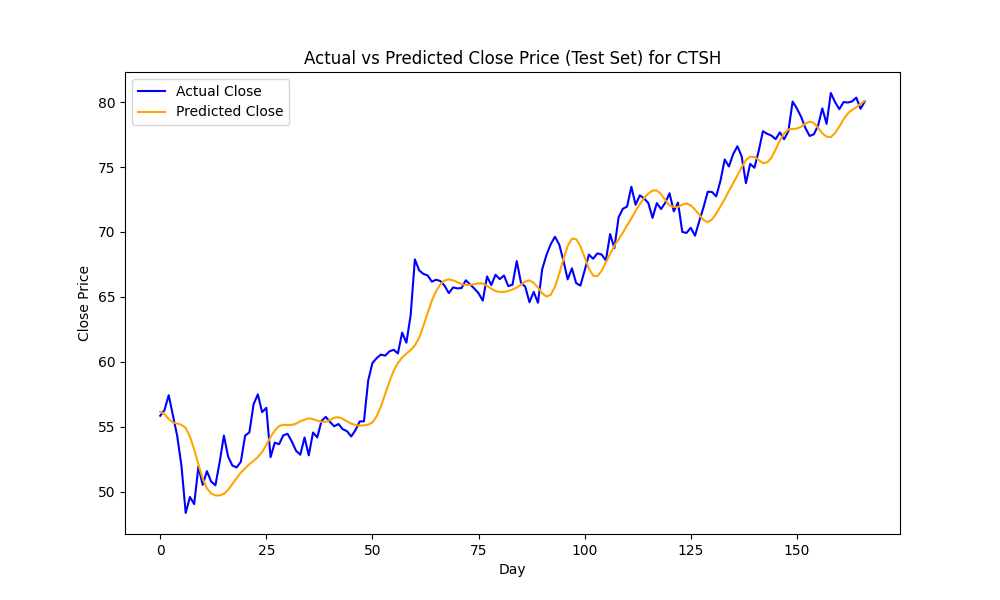 Actual vs Predicted Close Price (Test Set) for CTSH
Actual Close
Predicted Close
Close Price
80
75
70
65
60
55
50
0 25 50 75 100 125 150
Day